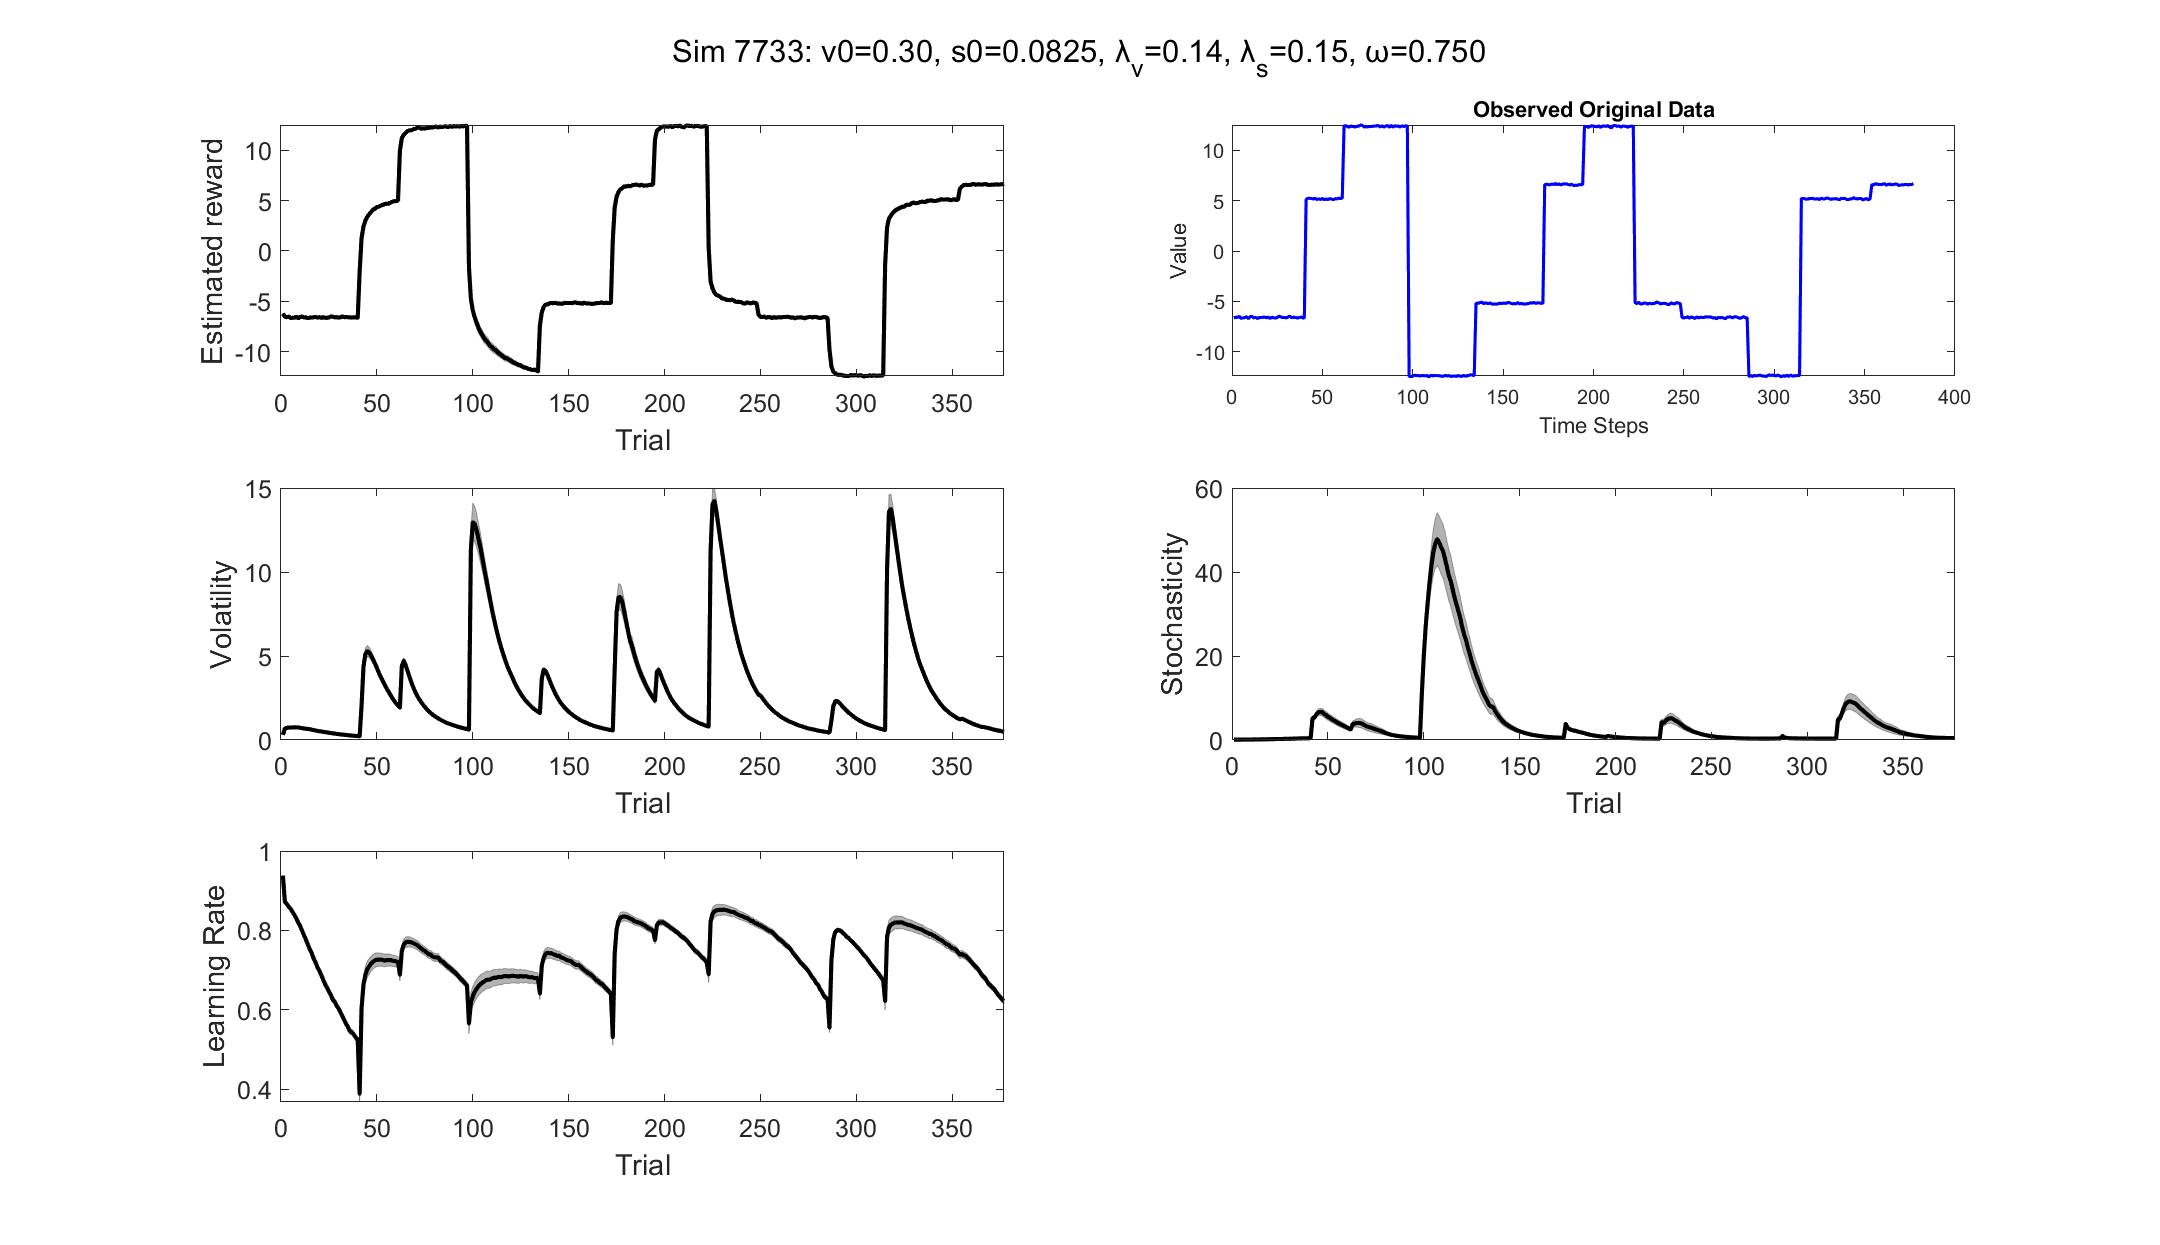 Sim 7733: v0=0.30, s0=0.0825, λ_v=0.14, λ_s=0.15, ω=0.750
Estimated reward
10
5
0
-5
-10
0 50 100 150 200 250 300 350
Trial
Observed Original Data
Value
10
5
0
-5
-10
0 50 100 150 200 250 300 350 400
Time Steps
Volatility
15
10
5
0
0 50 100 150 200 250 300 350
Trial
Stochasticity
60
40
20
0
0 50 100 150 200 250 300 350
Trial
Learning Rate
1
0.8
0.6
0.4
0 50 100 150 200 250 300 350
Trial